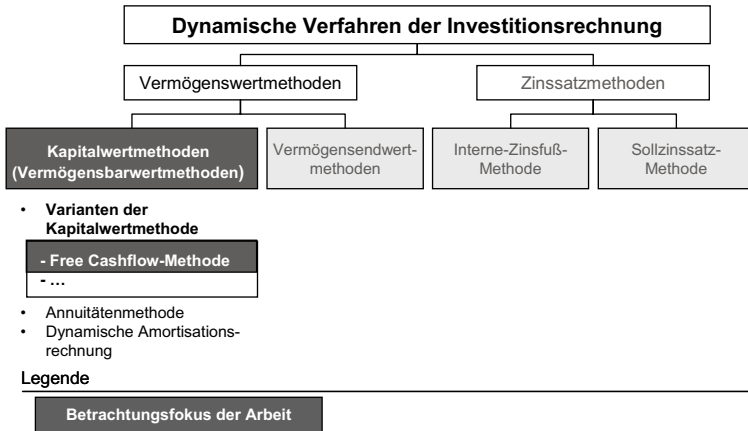 Dynamische Verfahren der Investitionsrechnung
Vermögenswertmethoden
Zinssatzmethoden
Kapitalwertmethoden
(Vermögensbarwertmethoden)
Vermögensendwert-
methoden
Interne-Zinsfuß-
Methode
Sollzinssatz-
Methode
• Varianten der
Kapitalwertmethode
- Free Cashflow-Methode
- ...
• Annuitätenmethode
• Dynamische Amortisations-
rechnung
Legende
Betrachtungsfokus der Arbeit